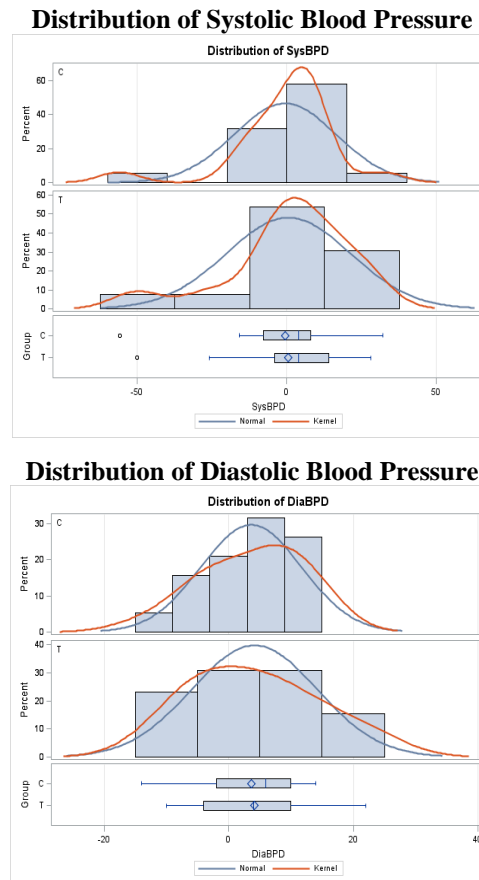 Distribution of Systolic Blood Pressure
Distribution of SysBPD
C
60
40
20
0
Percent
T
60
50
40
30
20
10
0
Percent
C
T
Group
-50 0 50
SysBPD
Normal Kernel
Distribution of Diastolic Blood Pressure
Distribution of DiaBPD
C
30
20
10
0
Percent
T
40
30
20
10
0
Percent
C
T
Group
-20 0 20 40
DiaBPD
Normal Kernel